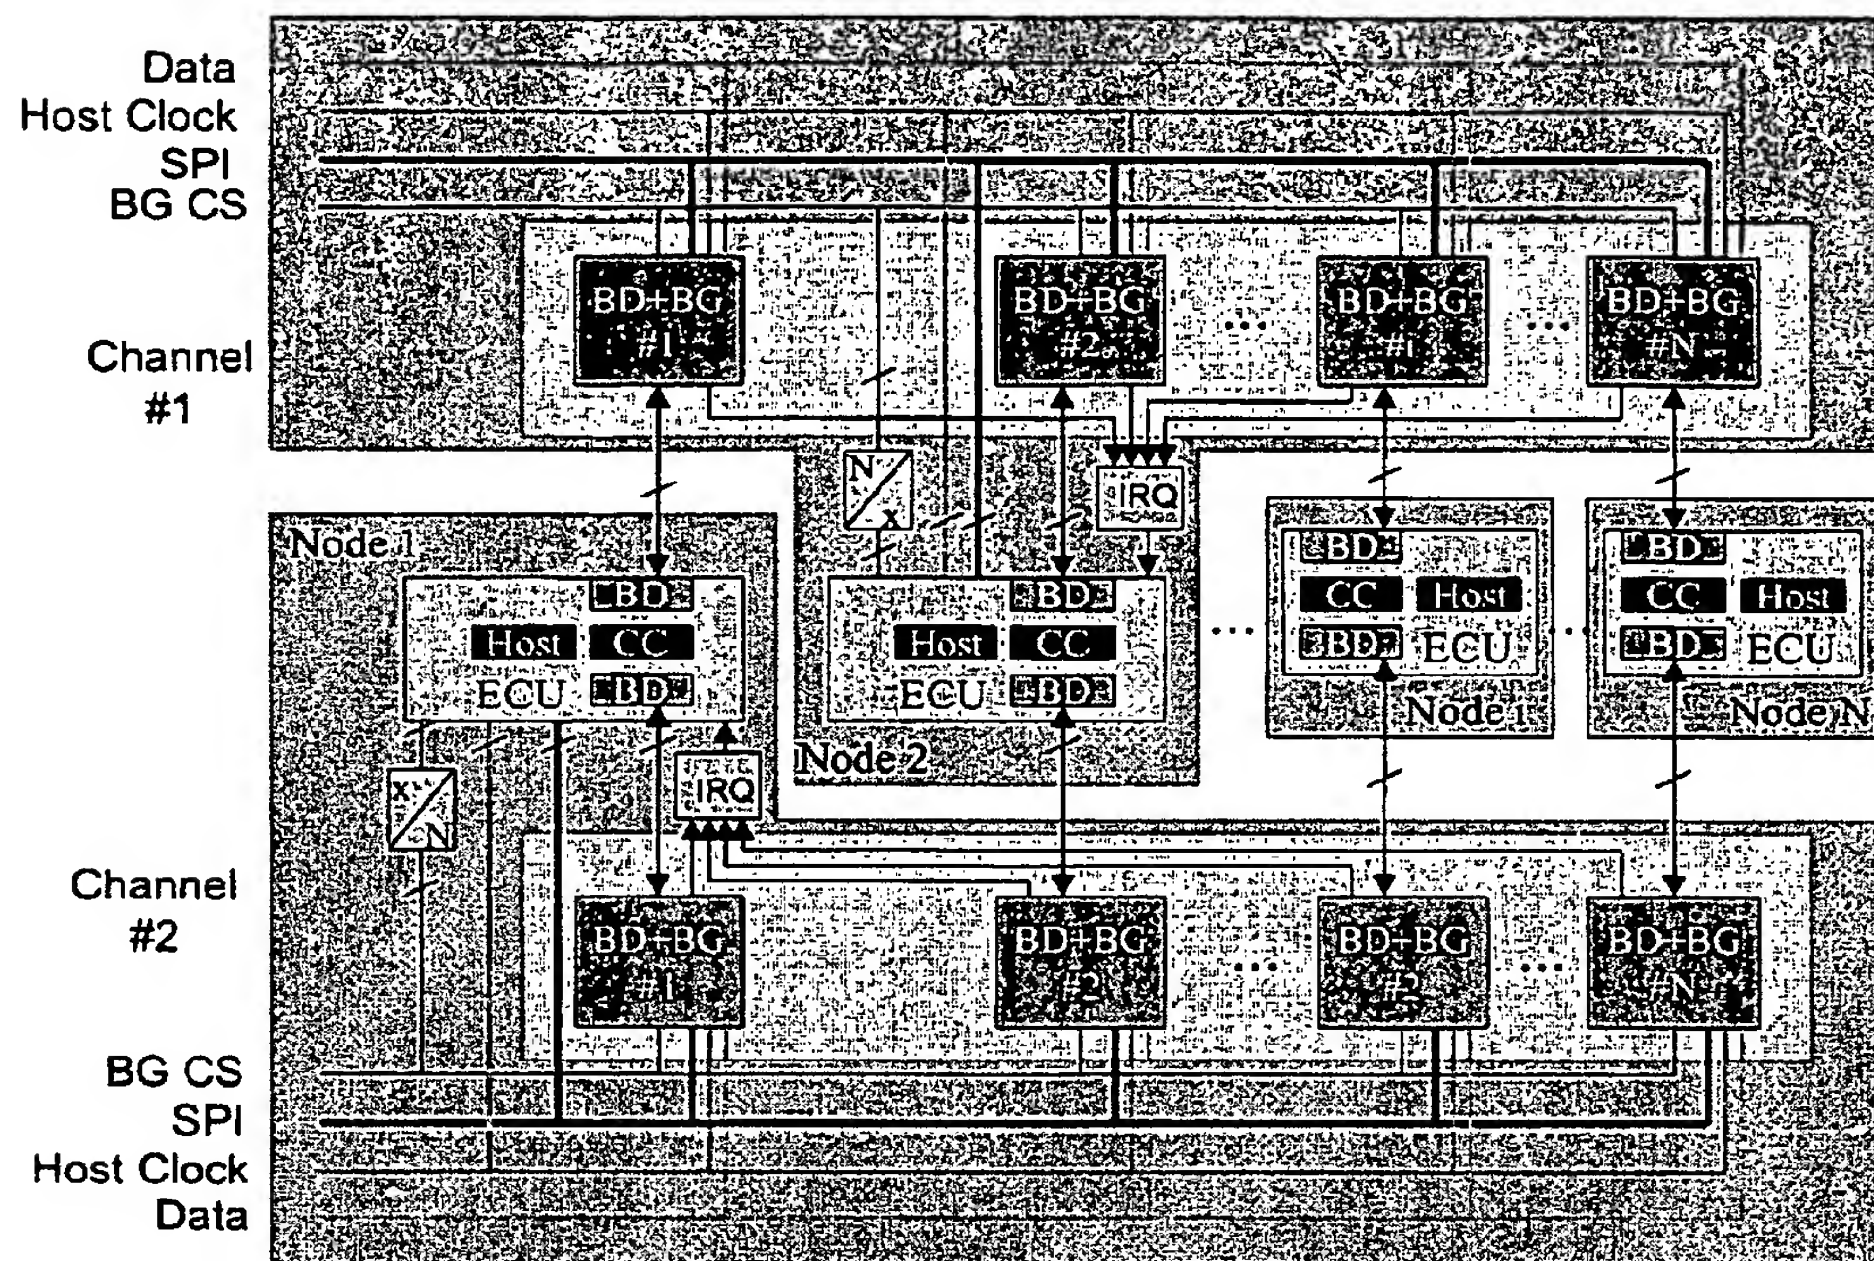 Data
Host Clock
SPI
BG CS
BD+BG
#1
BD+BG
#2
...
BD+BG
#i
...
BD+BG
#N
Channel
#1
N
X
IRQ
Node 1
BD
Host CC
ECU BD
BD
Host CC
ECU BD
Node 2
...
BD
CC Host
BD ECU
Node i
...
BD
CC Host
BD ECU
Node N
X
N
IRQ
Channel
#2
BD+BG
#1
BD+BG
#2
...
BD+BG
#2
...
BD+BG
#N
BG CS
SPI
Host Clock
Data